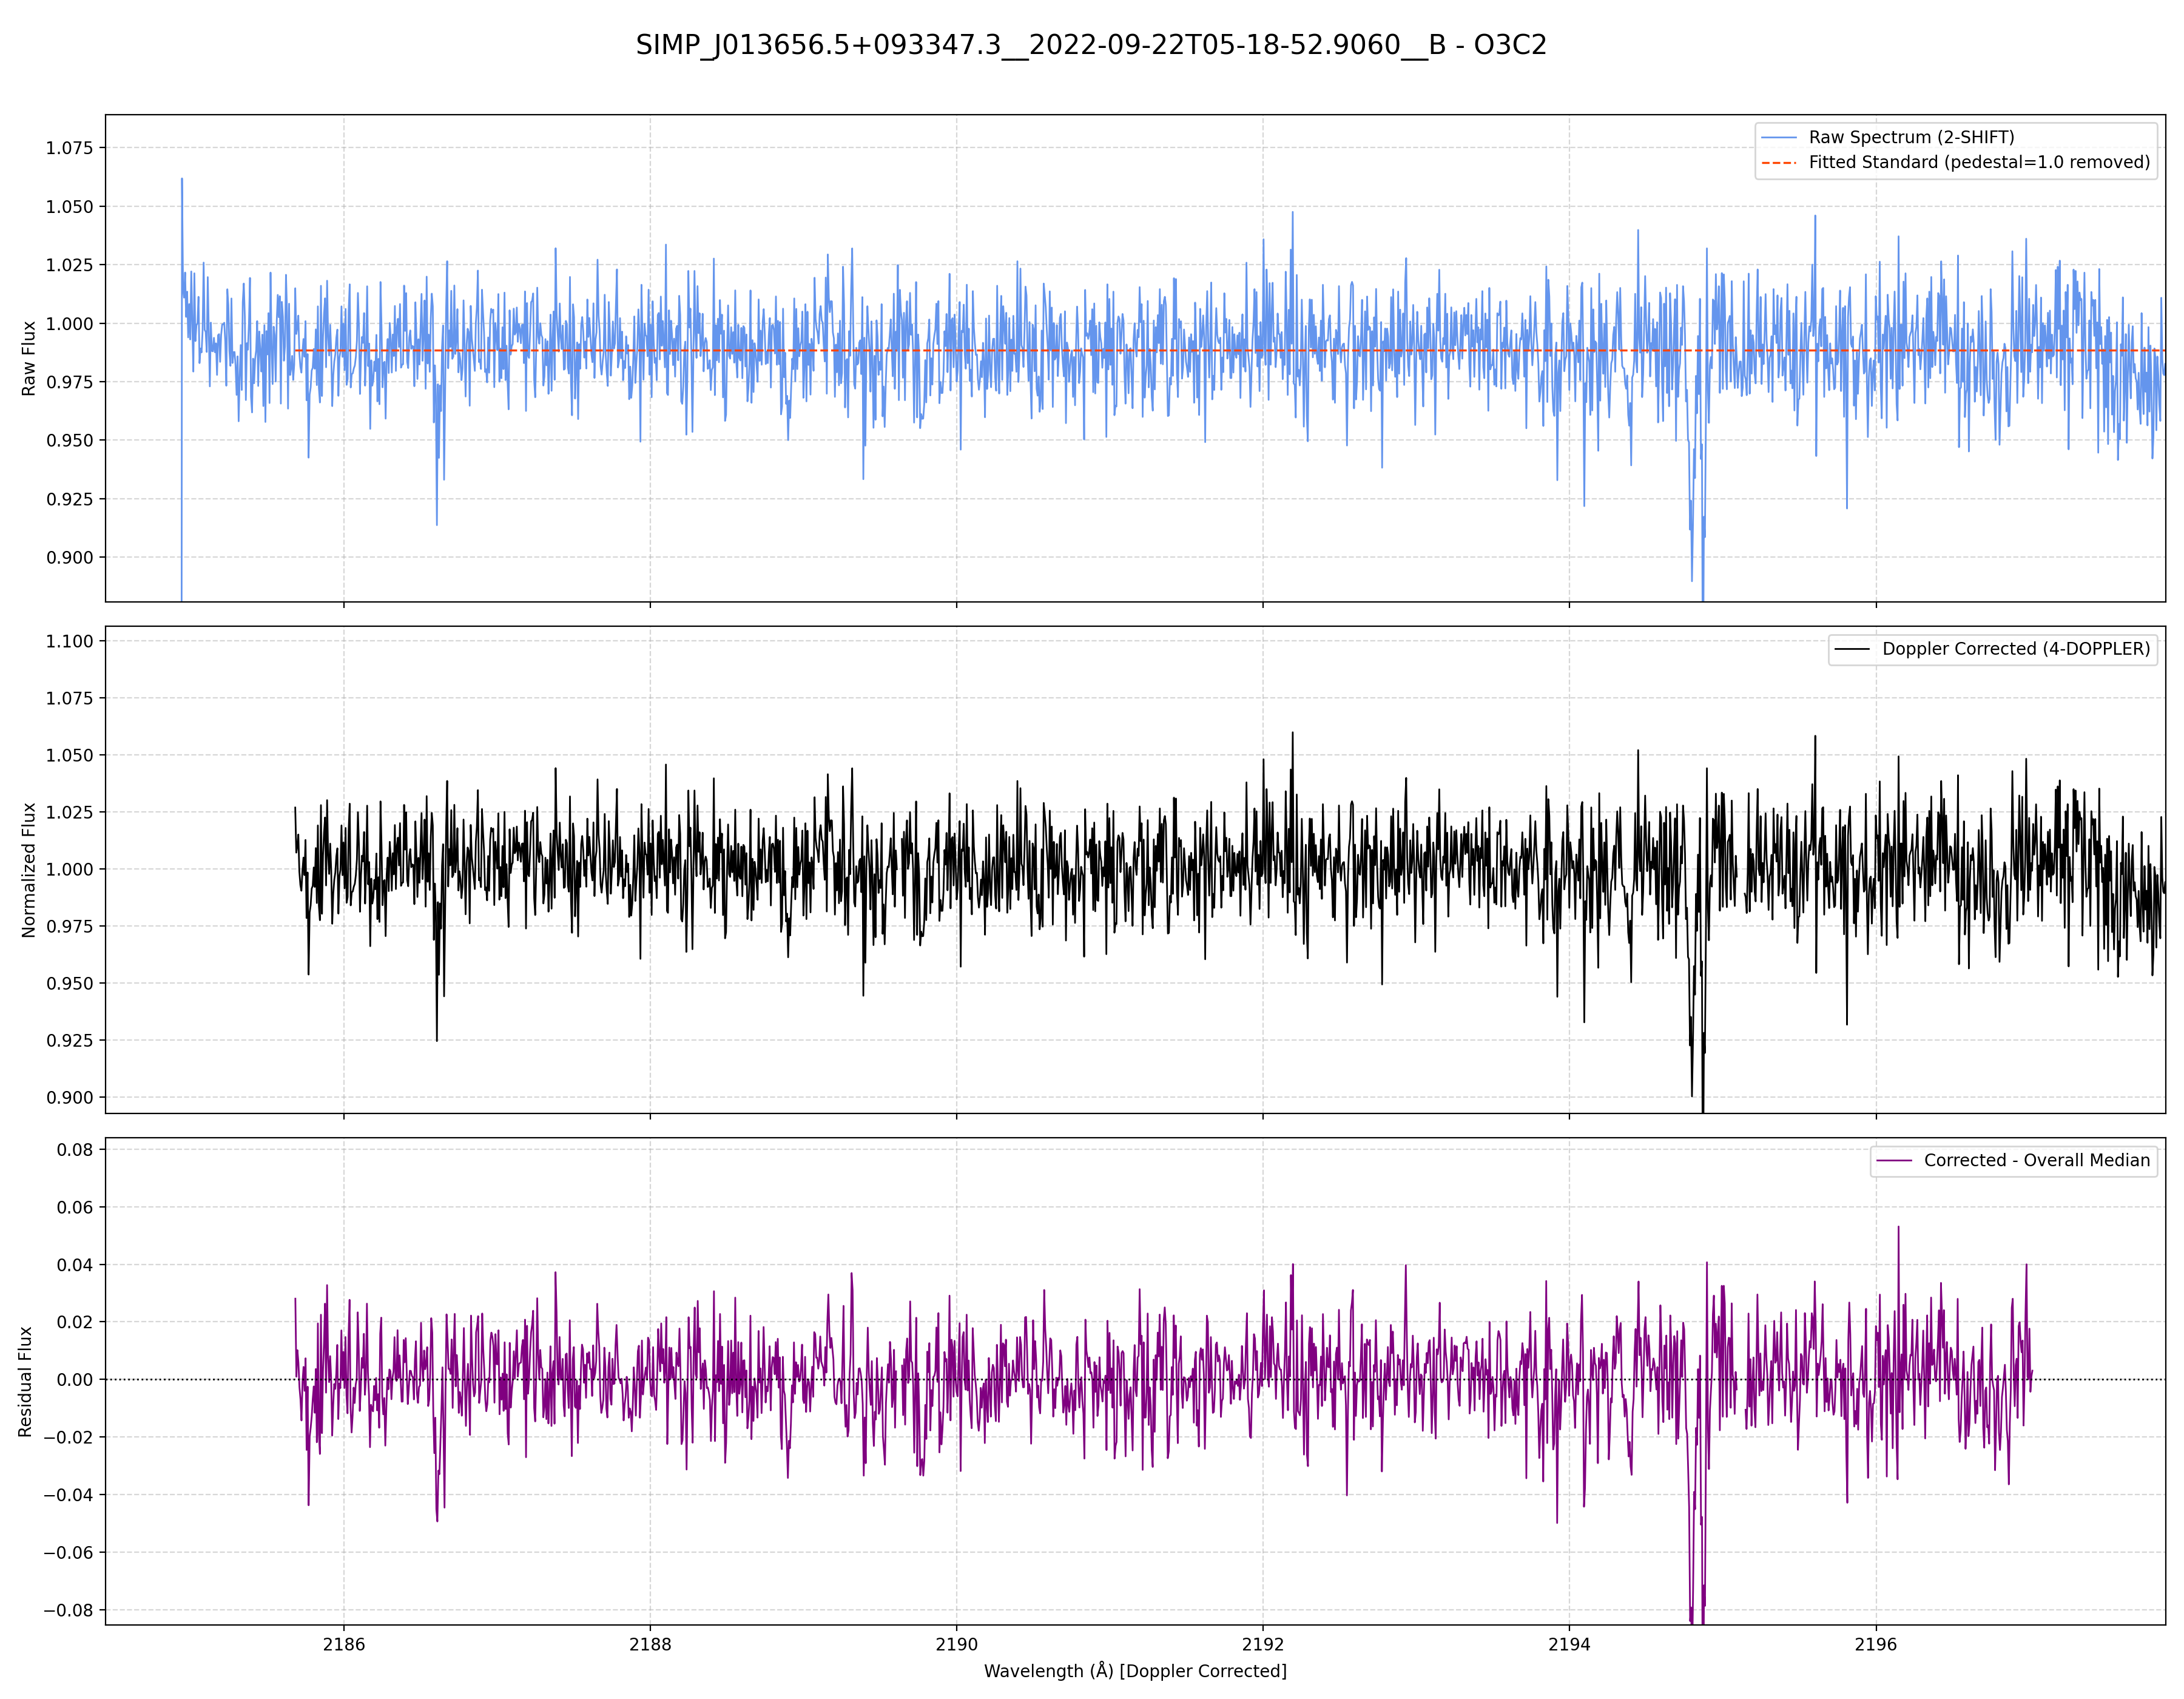 SIMP_J013656.5+093347.3__2022-09-22T05-18-52.9060__B - O3C2
Raw Flux
1.075
1.050
1.025
1.000
0.975
0.950
0.925
0.900
Raw Spectrum (2-SHIFT)
Fitted Standard (pedestal=1.0 removed)
Normalized Flux
1.100
1.075
1.050
1.025
1.000
0.975
0.950
0.925
0.900
Doppler Corrected (4-DOPPLER)
Residual Flux
0.08
0.06
0.04
0.02
0.00
−0.02
−0.04
−0.06
−0.08
Corrected - Overall Median
2186 2188 2190 2192 2194 2196
Wavelength (Å) [Doppler Corrected]